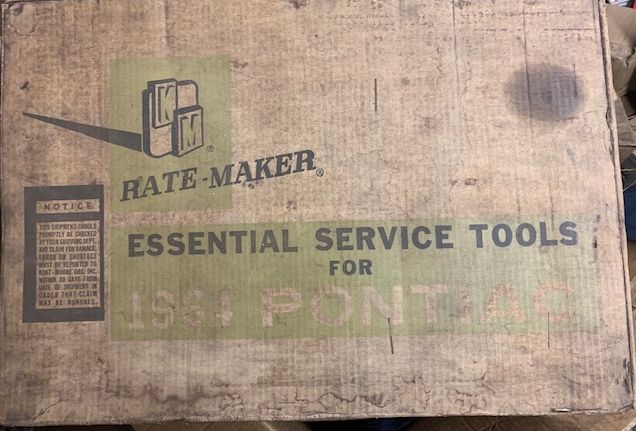 K
M
®
RATE-MAKER®
NOTICE
THIS SHIPMENT SHOULD
PROMPTLY BE CHECKED
BY YOUR SHIPPING DEPT.
ANY CLAIM FOR DAMAGE,
ERROR OR SHORTAGE
MUST BE REPORTED TO
KENT-MOORE ORG. INC.
WITHIN 30 DAYS FROM
DATE OF SHIPMENT IN
ORDER THAT CLAIM
MAY BE HONORED.
ESSENTIAL SERVICE TOOLS
FOR
1964 PONTIAC